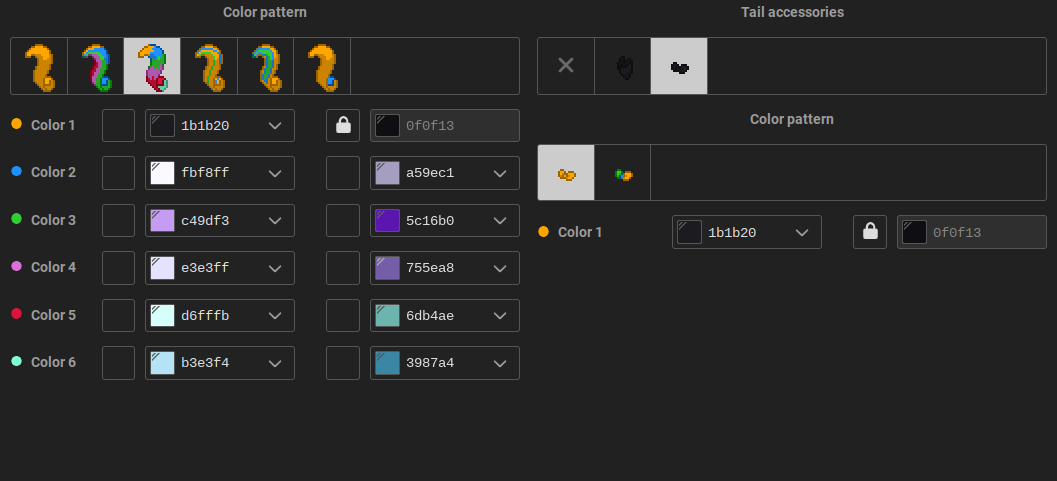 Color pattern
Color 1 1b1b20 0f0f13
Color 2 fbf8ff a59ec1
Color 3 c49df3 5c16b0
Color 4 e3e3ff 755ea8
Color 5 d6fffb 6db4ae
Color 6 b3e3f4 3987a4
Tail accessories
Color pattern
Color 1 1b1b20 0f0f13